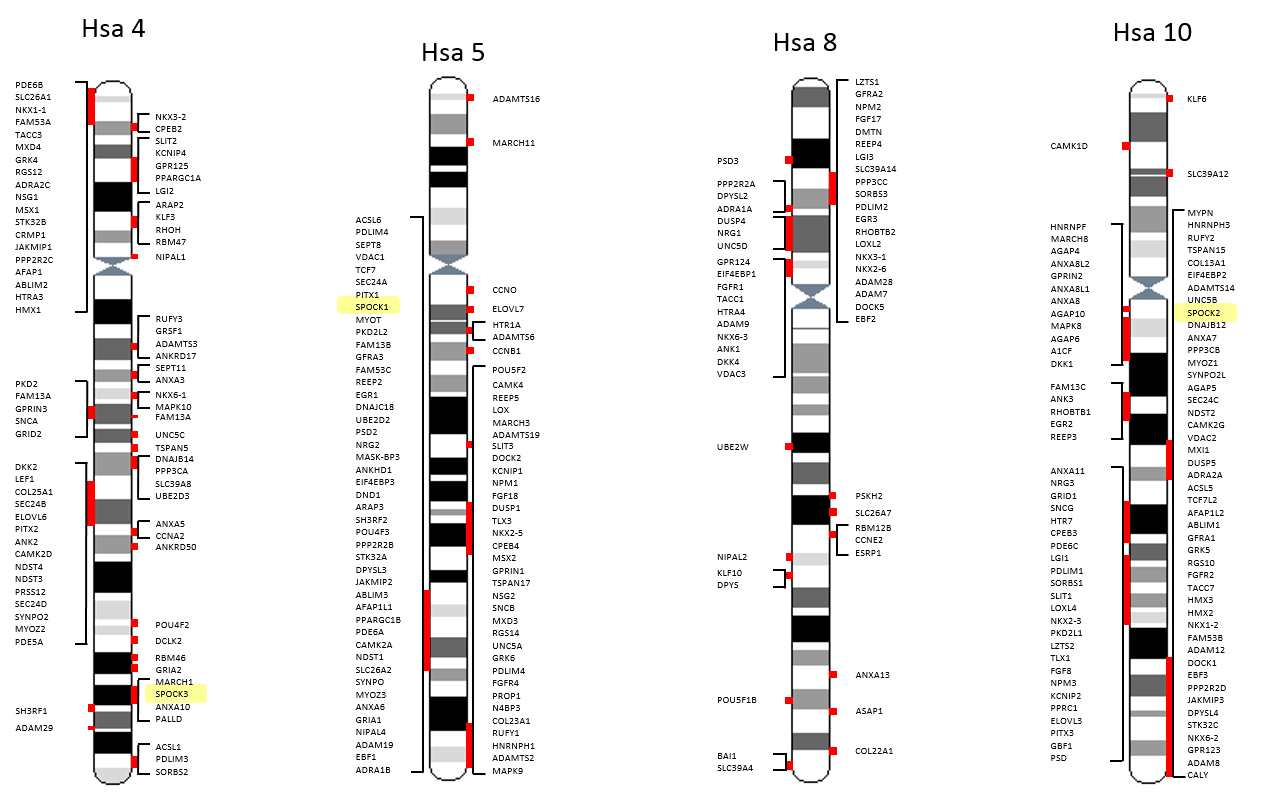 Hsa 4
PDE6B
SLC26A1
NKX1-1
FAM53A
TACC3
MXD4
GRK4
RGS12
ADRA2C
NSG1
MSX1
STK32B
CRMP1
JAKMIP1
PPP2R2C
AFAP1
ABLIM2
HTRA3
HMX1
PKD2
FAM13A
GPRIN3
SNCA
GRID2
DKK2
LEF1
COL25A1
SEC24B
ELOVL6
PITX2
ANK2
CAMK2D
NDST4
NDST3
PRSS12
SEC24D
SYNPO2
MYOZ2
PDE5A
SH3RF1
ADAM29
NKX3-2
CPEB2
SLIT2
KCNIP4
GPR125
PPARGC1A
LGI2
ARAP2
KLF3
RHOH
RBM47
NIPAL1
RUFY3
GRSF1
ADAMTS3
ANKRD17
SEPT11
ANXA3
NKX6-1
MAPK10
FAM13A
UNC5C
TSPAN5
DNAJB14
PPP3CA
SLC39A8
UBE2D3
ANXA5
CCNA2
ANKRD50
POU4F2
DCLK2
RBM46
GRIA2
MARCH1
SPOCK3
ANXA10
PALLD
ACSL1
PDLIM3
SORBS2
Hsa 5
ACSL6
PDLIM4
SEPT8
VDAC1
TCF7
SEC24A
PITX1
SPOCK1
MYOT
PKD2L2
FAM13B
GFRA3
FAM53C
REEP2
EGR1
DNAJC18
UBE2D2
PSD2
NRG2
MASK-BP3
ANKHD1
EIF4EBP3
DND1
ARAP3
SH3RF2
POU4F3
PPP2R2B
STK32A
DPYSL3
JAKMIP2
ABLIM3
AFAP1L1
PPARGC1B
PDE6A
CAMK2A
NDST1
SLC26A2
SYNPO
MYOZ3
ANXA6
GRIA1
NIPAL4
ADAM19
EBF1
ADRA1B
ADAMTS16
MARCH11
CCNO
ELOVL7
HTR1A
ADAMTS6
CCNB1
POU5F2
CAMK4
REEP5
LOX
MARCH3
ADAMTS19
SLIT3
DOCK2
KCNIP1
NPM1
FGF18
DUSP1
TLX3
NKX2-5
CPEB4
MSX2
GPRIN1
TSPAN17
NSG2
SNCB
MXD3
RGS14
UNC5A
GRK6
PDLIM4
FGFR4
PROP1
N4BP3
COL23A1
RUFY1
HNRNPH1
ADAMTS2
MAPK9
Hsa 8
PSD3
PPP2R2A
DPYSL2
ADRA1A
DUSP4
NRG1
UNC5D
GPR124
EIF4EBP1
FGFR1
TACC1
HTRA4
ADAM9
NKX6-3
ANK1
DKK4
VDAC3
UBE2W
NIPAL2
KLF10
DPYS
POU5F1B
BAI1
SLC39A4
LZTS1
GFRA2
NPM2
FGF17
DMTN
REEP4
LGI3
SLC39A14
PPP3CC
SORBS3
PDLIM2
EGR3
RHOBTB2
LOXL2
NKX3-1
NKX2-6
ADAM28
ADAM7
DOCK5
EBF2
PSKH2
SLC26A7
RBM12B
CCNE2
ESRP1
ANXA13
ASAP1
COL22A1
Hsa 10
CAMK1D
HNRNPF
MARCH8
AGAP4
ANXA8L2
GPRIN2
ANXA8L1
ANXA8
AGAP10
MAPK8
AGAP6
A1CF
DKK1
FAM13C
ANK3
RHOBTB1
EGR2
REEP3
ANXA11
NRG3
GRID1
SNCG
HTR7
CPEB3
PDE6C
LGI1
PDLIM1
SORBS1
SLIT1
LOXL4
NKX2-3
PKD2L1
LZTS2
TLX1
FGF8
NPM3
KCNIP2
PPRC1
ELOVL3
PITX3
GBF1
PSD
KLF6
SLC39A12
MYPN
HNRNPH3
RUFY2
TSPAN15
COL13A1
EIF4EBP2
ADAMTS14
UNC5B
SPOCK2
DNAJB12
ANXA7
PPP3CB
MYOZ1
SYNPO2L
AGAP5
SEC24C
NDST2
CAMK2G
VDAC2
MXI1
DUSP5
ADRA2A
ACSL5
TCF7L2
AFAP1L2
ABLIM1
GFRA1
GRK5
RGS10
FGFR2
TACC7
HMX3
HMX2
NKX1-2
FAM53B
ADAM12
DOCK1
EBF3
PPP2R2D
JAKMIP3
DPYSL4
STK32C
NKX6-2
GPR123
ADAM8
CALY